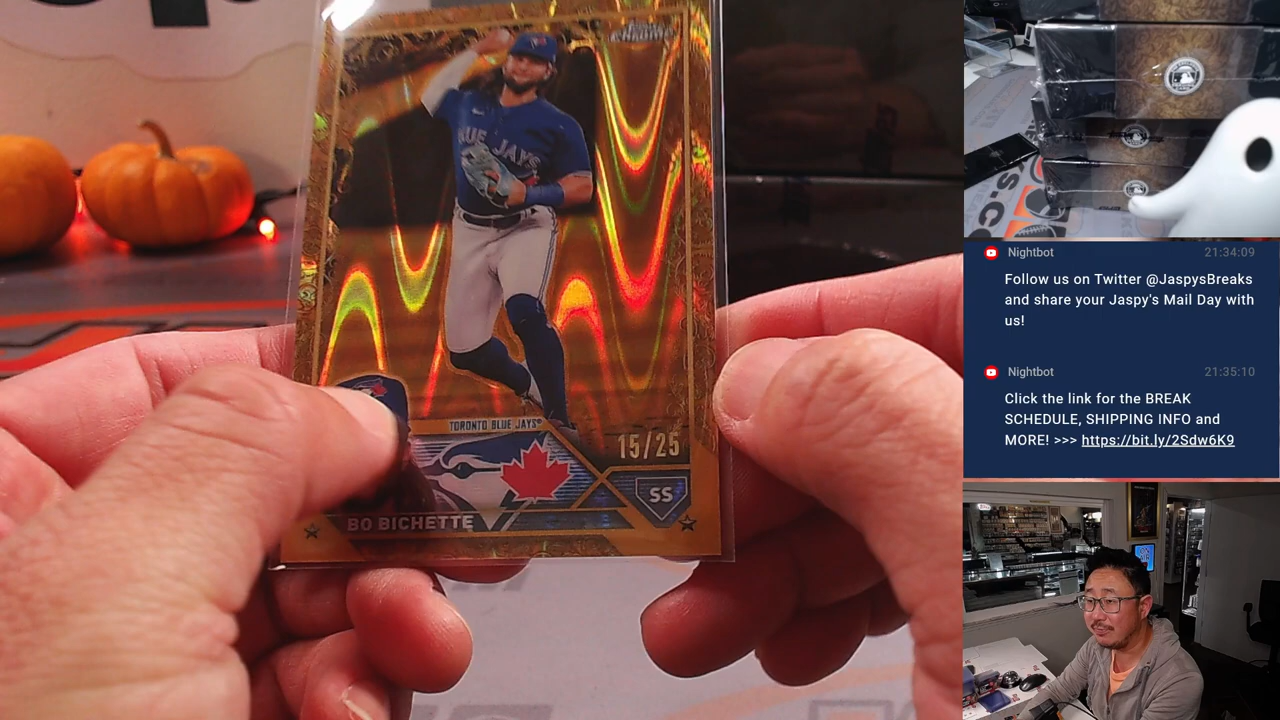 CHROME
BLUE JAYS
TORONTO BLUE JAYS
15/25
SS
BO BICHETTE
Nightbot 21:34:09
Follow us on Twitter @JaspysBreaks
and share your Jaspy's Mail Day with
us!
Nightbot 21:35:10
Click the link for the BREAK
SCHEDULE, SHIPPING INFO and
MORE! >>> https://bit.ly/2Sdw6K9